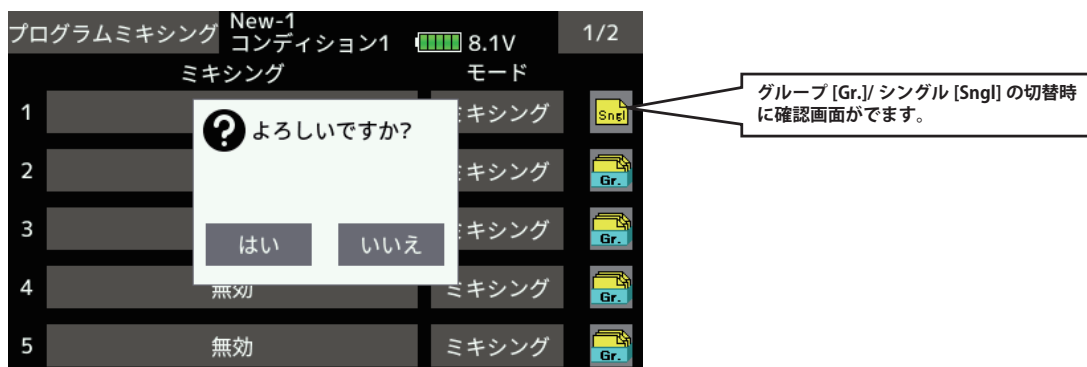 プログラムミキシング New-1 1/2
コンディション1 8.1V
ミキシング モード
グループ [Gr.]/ シングル [Sngl] の切替時
に確認画面がでます。
1 ミキシング Sngl
よろしいですか?
2 ミキシング Gr.
3 ミキシング Gr.
はい いいえ
4 無効 ミキシング Gr.
5 無効 ミキシング Gr.